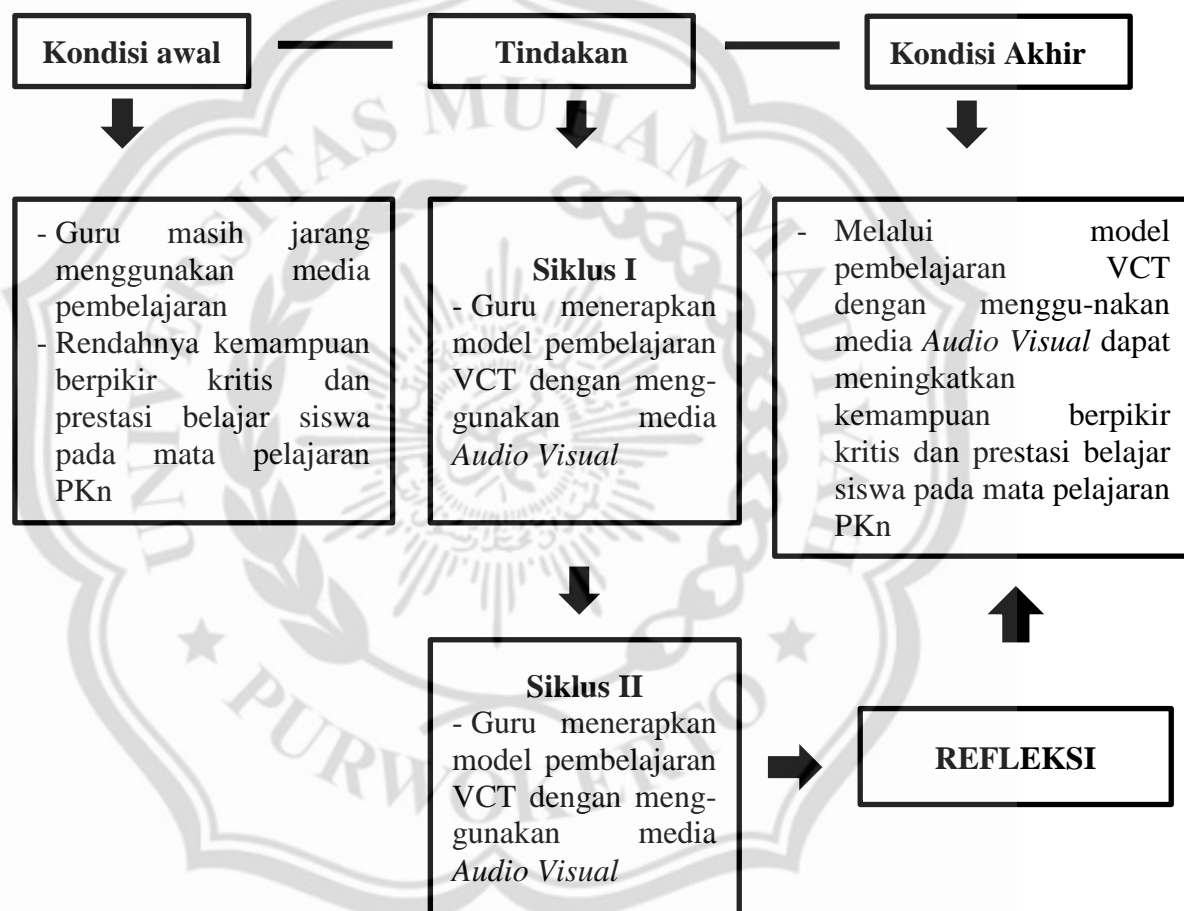 Kondisi awal
Tindakan
Kondisi Akhir
- Guru masih jarang
menggunakan media
pembelajaran
- Rendahnya kemampuan
berpikir kritis dan
prestasi belajar siswa
pada mata pelajaran
PKn
Siklus I
- Guru menerapkan
model pembelajaran
VCT dengan meng-
gunakan media
Audio Visual
- Melalui model
pembelajaran VCT
dengan menggu-nakan
media Audio Visual dapat
meningkatkan
kemampuan berpikir
kritis dan prestasi belajar
siswa pada mata pelajaran
PKn
Siklus II
- Guru menerapkan
model pembelajaran
VCT dengan meng-
gunakan media
Audio Visual
REFLEKSI
UNIVERSITAS MUHAMMADIYAH
PURWOKERTO